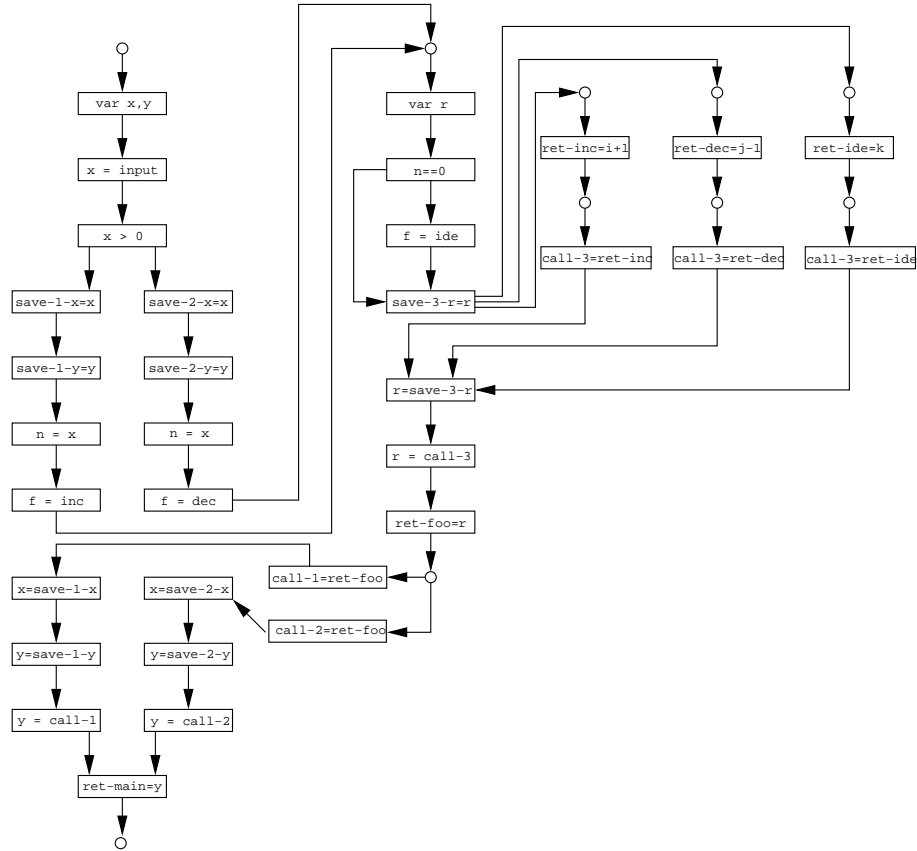 var x,y
x = input
x > 0
save-1-x=x
save-2-x=x
save-1-y=y
save-2-y=y
n = x
n = x
f = inc
f = dec
var r
n==0
f = ide
save-3-r=r
ret-inc=i+1
ret-dec=j-1
ret-ide=k
call-3=ret-inc
call-3=ret-dec
call-3=ret-ide
r=save-3-r
r = call-3
ret-foo=r
call-1=ret-foo
call-2=ret-foo
x=save-1-x
x=save-2-x
y=save-1-y
y=save-2-y
y = call-1
y = call-2
ret-main=y